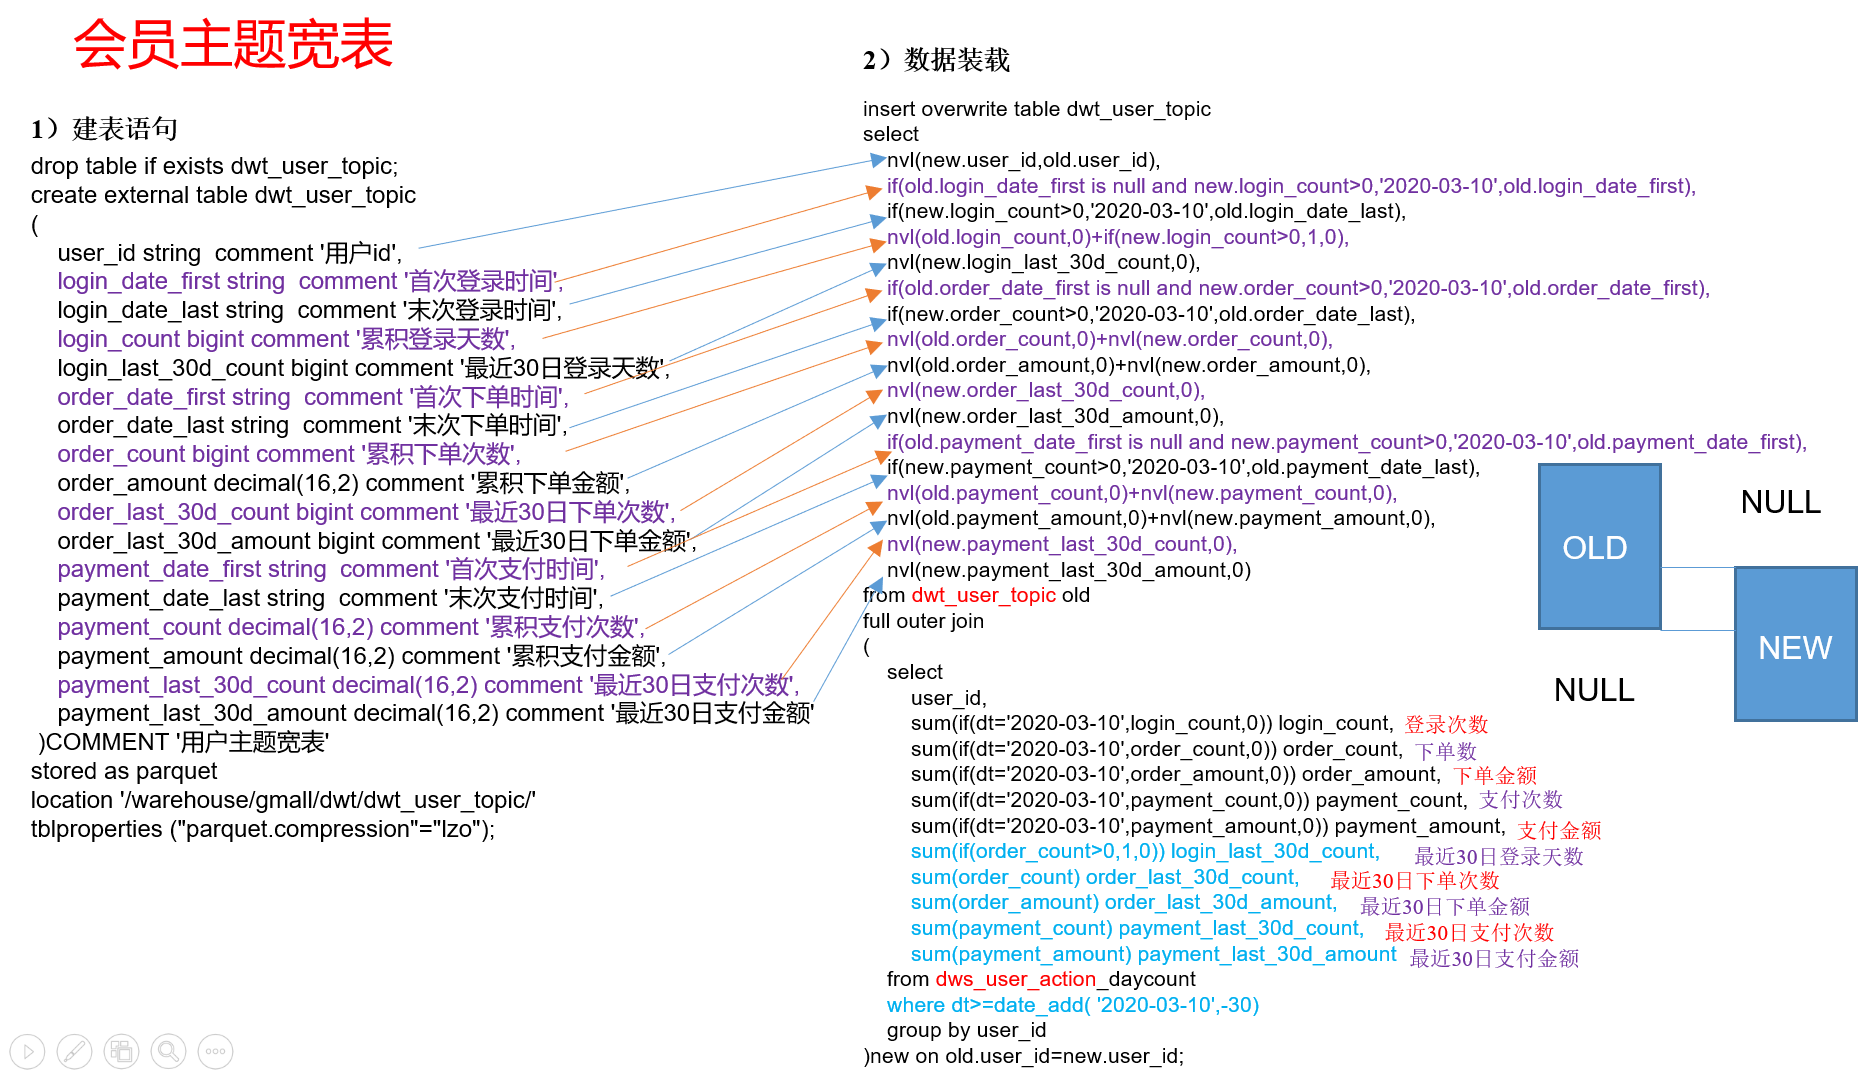 会员主题宽表
1）建表语句
drop table if exists dwt_user_topic;
create external table dwt_user_topic
(
user_id string  comment '用户id',
login_date_first string  comment '首次登录时间',
login_date_last string  comment '末次登录时间',
login_count bigint comment '累积登录天数',
login_last_30d_count bigint comment '最近30日登录天数',
order_date_first string  comment '首次下单时间',
order_date_last string  comment '末次下单时间',
order_count bigint comment '累积下单次数',
order_amount decimal(16,2) comment '累积下单金额',
order_last_30d_count bigint comment '最近30日下单次数',
order_last_30d_amount bigint comment '最近30日下单金额',
payment_date_first string  comment '首次支付时间',
payment_date_last string  comment '末次支付时间',
payment_count decimal(16,2) comment '累积支付次数',
payment_amount decimal(16,2) comment '累积支付金额',
payment_last_30d_count decimal(16,2) comment '最近30日支付次数',
payment_last_30d_amount decimal(16,2) comment '最近30日支付金额'
)COMMENT '用户主题宽表'
stored as parquet
location '/warehouse/gmall/dwt/dwt_user_topic/'
tblproperties ("parquet.compression"="lzo");
2）数据装载
insert overwrite table dwt_user_topic
select
nvl(new.user_id,old.user_id),
if(old.login_date_first is null and new.login_count>0,'2020-03-10',old.login_date_first),
if(new.login_count>0,'2020-03-10',old.login_date_last),
nvl(old.login_count,0)+if(new.login_count>0,1,0),
nvl(new.login_last_30d_count,0),
if(old.order_date_first is null and new.order_count>0,'2020-03-10',old.order_date_first),
if(new.order_count>0,'2020-03-10',old.order_date_last),
nvl(old.order_count,0)+nvl(new.order_count,0),
nvl(old.order_amount,0)+nvl(new.order_amount,0),
nvl(new.order_last_30d_count,0),
nvl(new.order_last_30d_amount,0),
if(old.payment_date_first is null and new.payment_count>0,'2020-03-10',old.payment_date_first),
if(new.payment_count>0,'2020-03-10',old.payment_date_last),
nvl(old.payment_count,0)+nvl(new.payment_count,0),
nvl(old.payment_amount,0)+nvl(new.payment_amount,0),
nvl(new.payment_last_30d_count,0),
nvl(new.payment_last_30d_amount,0)
from dwt_user_topic old
full outer join
(
select
user_id,
sum(if(dt='2020-03-10',login_count,0)) login_count, 登录次数
sum(if(dt='2020-03-10',order_count,0)) order_count, 下单数
sum(if(dt='2020-03-10',order_amount,0)) order_amount, 下单金额
sum(if(dt='2020-03-10',payment_count,0)) payment_count, 支付次数
sum(if(dt='2020-03-10',payment_amount,0)) payment_amount, 支付金额
sum(if(order_count>0,1,0)) login_last_30d_count, 最近30日登录天数
sum(order_count) order_last_30d_count, 最近30日下单次数
sum(order_amount) order_last_30d_amount, 最近30日下单金额
sum(payment_count) payment_last_30d_count, 最近30日支付次数
sum(payment_amount) payment_last_30d_amount 最近30日支付金额
from dws_user_action_daycount
where dt>=date_add( '2020-03-10',-30)
group by user_id
)new on old.user_id=new.user_id;
OLD
NULL
NEW
NULL